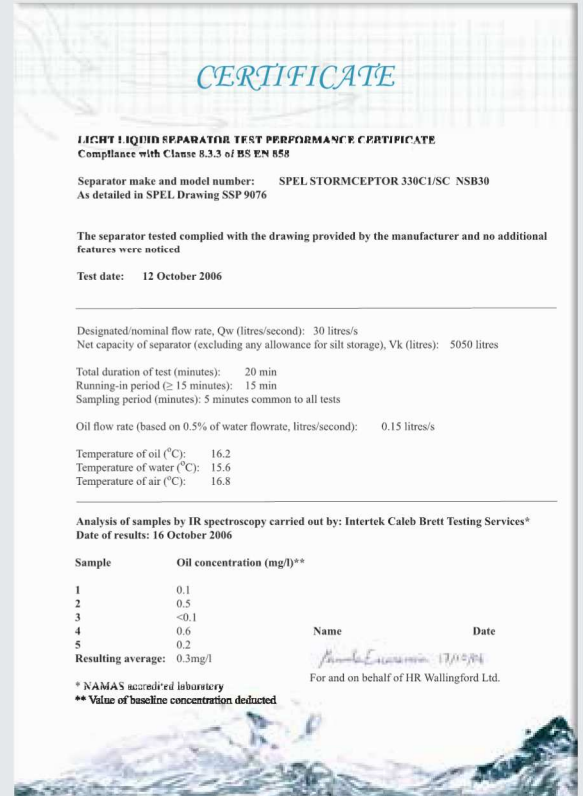 CERTIFICATE
LIGHT LIQUID SEPARATOR TEST PERFORMANCE CERTIFICATE
Compliance with Clause 8.3.3 of BS EN 858
Separator make and model number: SPEL STORMCEPTOR 330C1/SC NSB30
As detailed in SPEL Drawing SSP 9076
The separator tested complied with the drawing provided by the manufacturer and no additional
features were noticed
Test date: 12 October 2006
Designated/nominal flow rate, Qw (litres/second): 30 litres/s
Net capacity of separator (excluding any allowance for silt storage), Vk (litres): 5050 litres
Total duration of test (minutes): 20 min
Running-in period (≥ 15 minutes): 15 min
Sampling period (minutes): 5 minutes common to all tests
Oil flow rate (based on 0.5% of water flowrate, litres/second): 0.15 litres/s
Temperature of oil (°C): 16.2
Temperature of water (°C): 15.6
Temperature of air (°C): 16.8
Analysis of samples by IR spectroscopy carried out by: Intertek Caleb Brett Testing Services*
Date of results: 16 October 2006
Sample Oil concentration (mg/l)**
1 0.1
2 0.5
3 <0.1
4 0.6
5 0.2
Resulting average: 0.3mg/l
Name Date
17/10/06
For and on behalf of HR Wallingford Ltd.
* NAMAS accredited laboratory
** Value of baseline concentration deducted